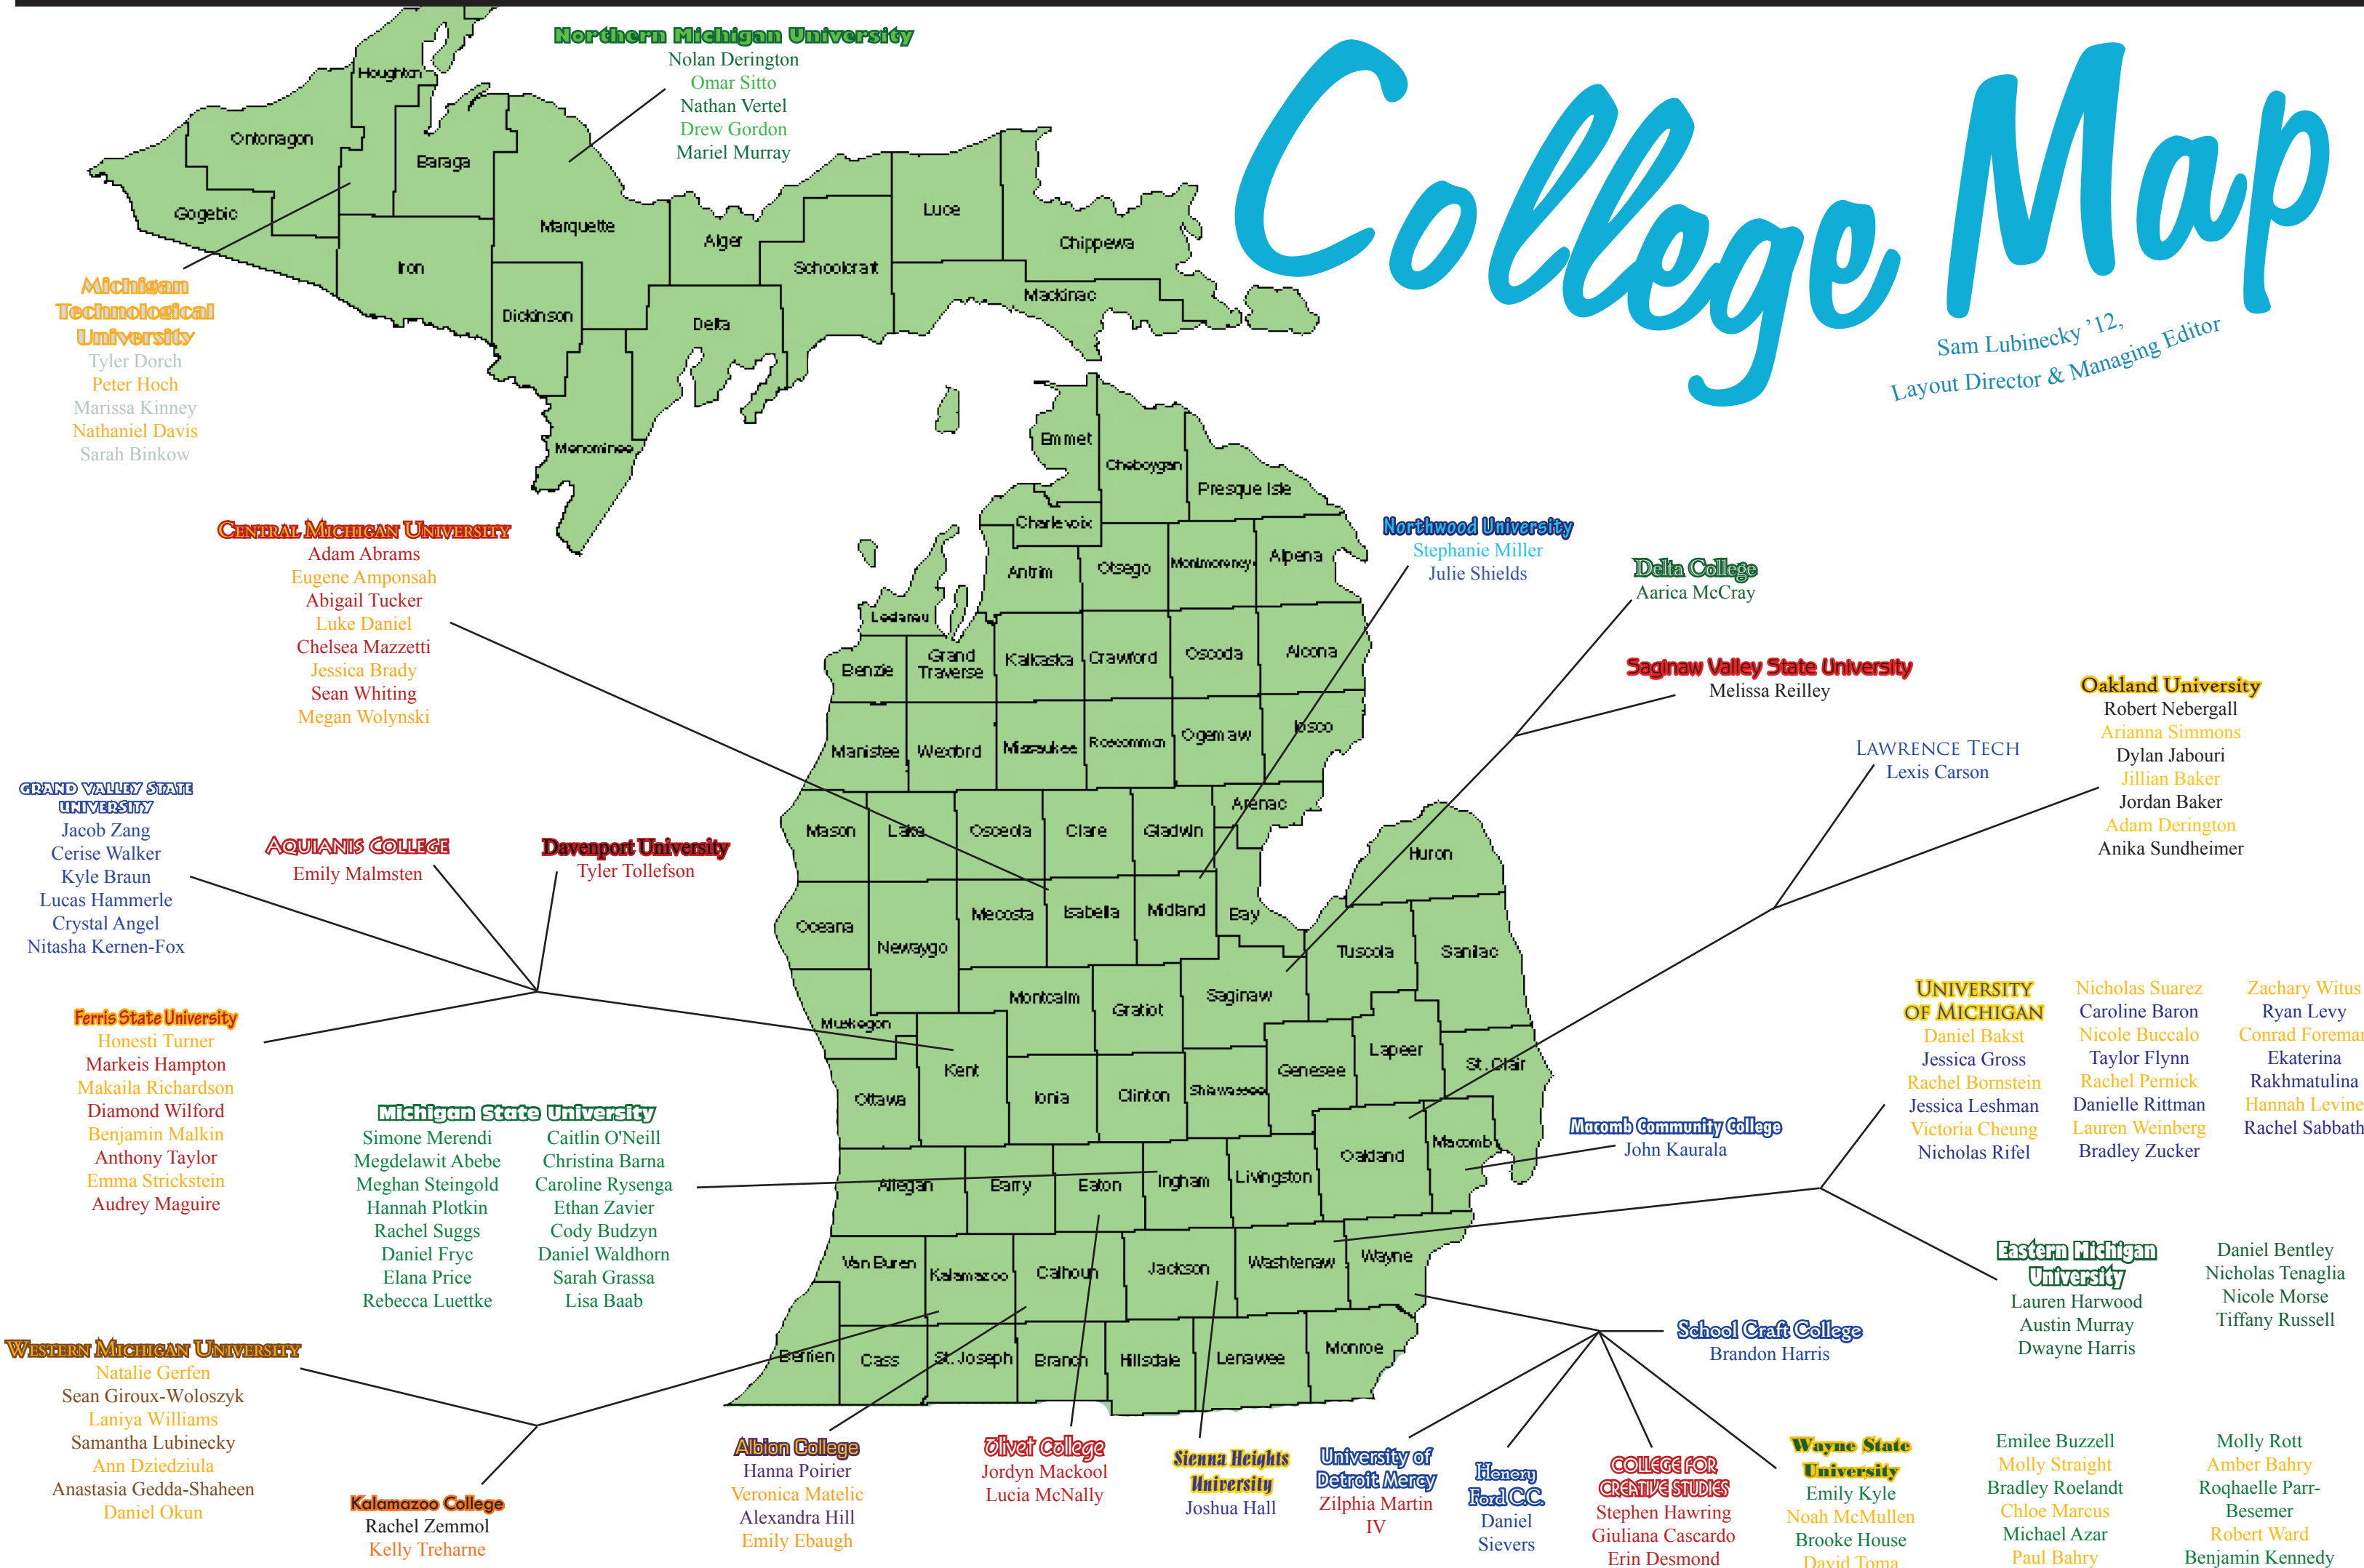 College Map
Sam Lubinecky '12,
Layout Director & Managing Editor
Northern Michigan University
Nolan Derington
Omar Sitto
Nathan Vertel
Drew Gordon
Mariel Murray
Michigan
Technological
University
Tyler Dorch
Peter Hoch
Marissa Kinney
Nathaniel Davis
Sarah Binkow
Houghton
Ontonagon
Baraga
Gogebic
Marquette
Iron
Luce
Alger
Chippewa
Schoolcraft
Mackinac
Dickinson
Delta
Menominee
Emmet
Cheboygan
Presque Isle
Charlevoix
Antrim
Otsego
Montmorency
Alpena
Leelanau
Benzie
Grand
Traverse
Kalkaska
Crawford
Oscoda
Alcona
Manistee
Wexford
Missaukee
Roscommon
Ogemaw
Iosco
Arenac
Mason
Lake
Osceola
Clare
Gladwin
Huron
Oceana
Newaygo
Mecosta
Isabella
Midland
Bay
Tuscola
Sanilac
Muskegon
Montcalm
Gratiot
Saginaw
Kent
Ottawa
Ionia
Clinton
Shiawassee
Genesee
Lapeer
St. Clair
Allegan
Barry
Eaton
Ingham
Livingston
Oakland
Macomb
Van Buren
Kalamazoo
Calhoun
Jackson
Washtenaw
Wayne
Berrien
Cass
St. Joseph
Branch
Hillsdale
Lenawee
Monroe
Central Michigan University
Adam Abrams
Eugene Amponsah
Abigail Tucker
Luke Daniel
Chelsea Mazzetti
Jessica Brady
Sean Whiting
Megan Wolynski
Northwood University
Stephanie Miller
Julie Shields
Delta College
Aarica McCray
Saginaw Valley State University
Melissa Reilley
Lawrence Tech
Lexis Carson
Oakland University
Robert Nebergall
Arianna Simmons
Dylan Jabouri
Jillian Baker
Jordan Baker
Adam Derington
Anika Sundheimer
GRAND VALLEY STATE
UNIVERSITY
Jacob Zang
Cerise Walker
Kyle Braun
Lucas Hammerle
Crystal Angel
Nitasha Kernen-Fox
Aquianis College
Emily Malmsten
Davenport University
Tyler Tollefson
Ferris State University
Honesti Turner
Markeis Hampton
Makaila Richardson
Diamond Wilford
Benjamin Malkin
Anthony Taylor
Emma Strickstein
Audrey Maguire
Michigan State University
Simone Merendi
Megdelawit Abebe
Meghan Steingold
Hannah Plotkin
Rachel Suggs
Daniel Fryc
Elana Price
Rebecca Luettke
Caitlin O'Neill
Christina Barna
Caroline Rysenga
Ethan Zavier
Cody Budzyn
Daniel Waldhorn
Sarah Grassa
Lisa Baab
University
of Michigan
Daniel Bakst
Jessica Gross
Rachel Bornstein
Jessica Leshman
Victoria Cheung
Nicholas Rifel
Nicholas Suarez
Caroline Baron
Nicole Buccalo
Taylor Flynn
Rachel Pernick
Danielle Rittman
Lauren Weinberg
Bradley Zucker
Zachary Witus
Ryan Levy
Conrad Foreman
Ekaterina
Rakhmatulina
Hannah Levine
Rachel Sabbath
Macomb Community College
John Kaurala
Eastern Michigan
University
Lauren Harwood
Austin Murray
Dwayne Harris
Daniel Bentley
Nicholas Tenaglia
Nicole Morse
Tiffany Russell
School Craft College
Brandon Harris
Western Michigan University
Natalie Gerfen
Sean Giroux-Woloszyk
Laniya Williams
Samantha Lubinecky
Ann Dziedziula
Anastasia Gedda-Shaheen
Daniel Okun
Kalamazoo College
Rachel Zemmol
Kelly Treharne
Albion College
Hanna Poirier
Veronica Matelic
Alexandra Hill
Emily Ebaugh
Olivet College
Jordyn Mackool
Lucia McNally
Sienna Heights
University
Joshua Hall
University of
Detroit Mercy
Zilphia Martin
IV
Henery
Ford C.C.
Daniel
Sievers
College for
Creative Studies
Stephen Hawring
Giuliana Cascardo
Erin Desmond
Wayne State
University
Emily Kyle
Noah McMullen
Brooke House
David Toma
Emilee Buzzell
Molly Straight
Bradley Roelandt
Chloe Marcus
Michael Azar
Paul Bahry
Molly Rott
Amber Bahry
Roqhaelle Parr-
Besemer
Robert Ward
Benjamin Kennedy